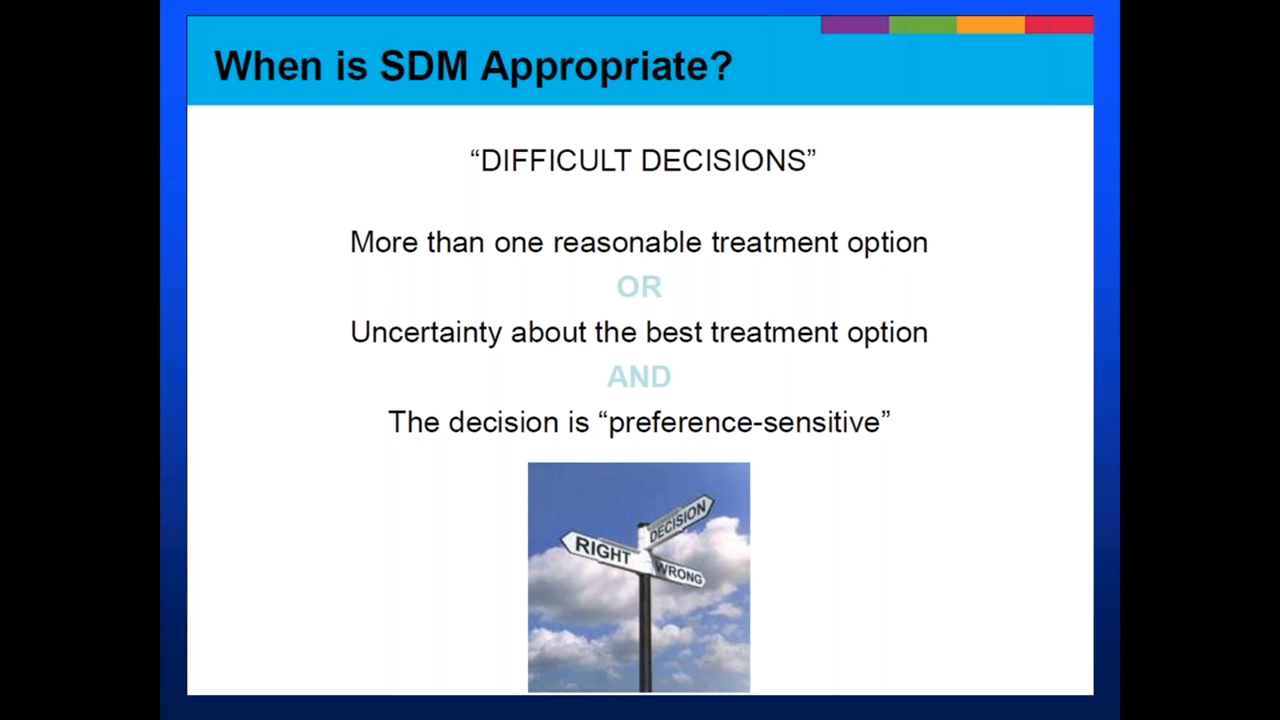 When is SDM Appropriate?
“DIFFICULT DECISIONS”
More than one reasonable treatment option
OR
Uncertainty about the best treatment option
AND
The decision is “preference-sensitive”
DECISION
RIGHT
WRONG